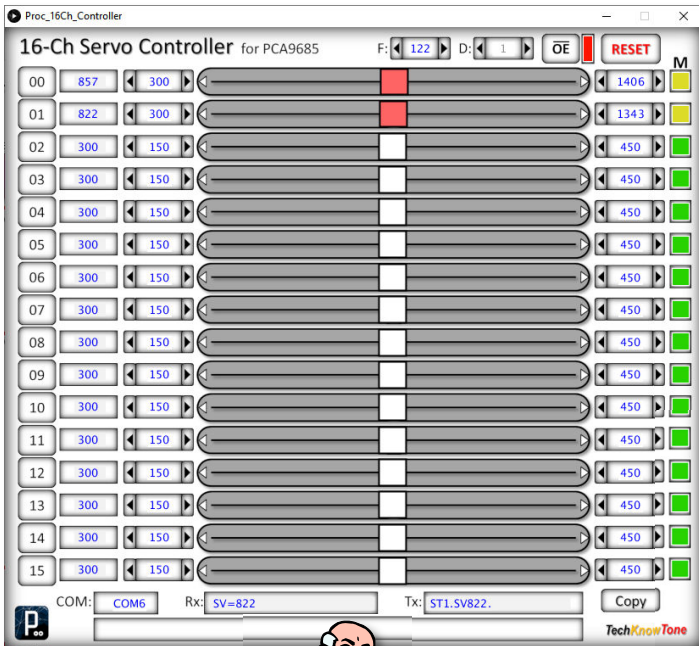 Proc_16Ch_Controller
16-Ch Servo Controller for PCA9685 F: 122 D: 1 OE RESET
M
00 857 300 1406
01 822 300 1343
02 300 150 450
03 300 150 450
04 300 150 450
05 300 150 450
06 300 150 450
07 300 150 450
08 300 150 450
09 300 150 450
10 300 150 450
11 300 150 450
12 300 150 450
13 300 150 450
14 300 150 450
15 300 150 450
COM: COM6 Rx: SV=822 Tx: ST1.SV822. Copy
P
TechKnowTone